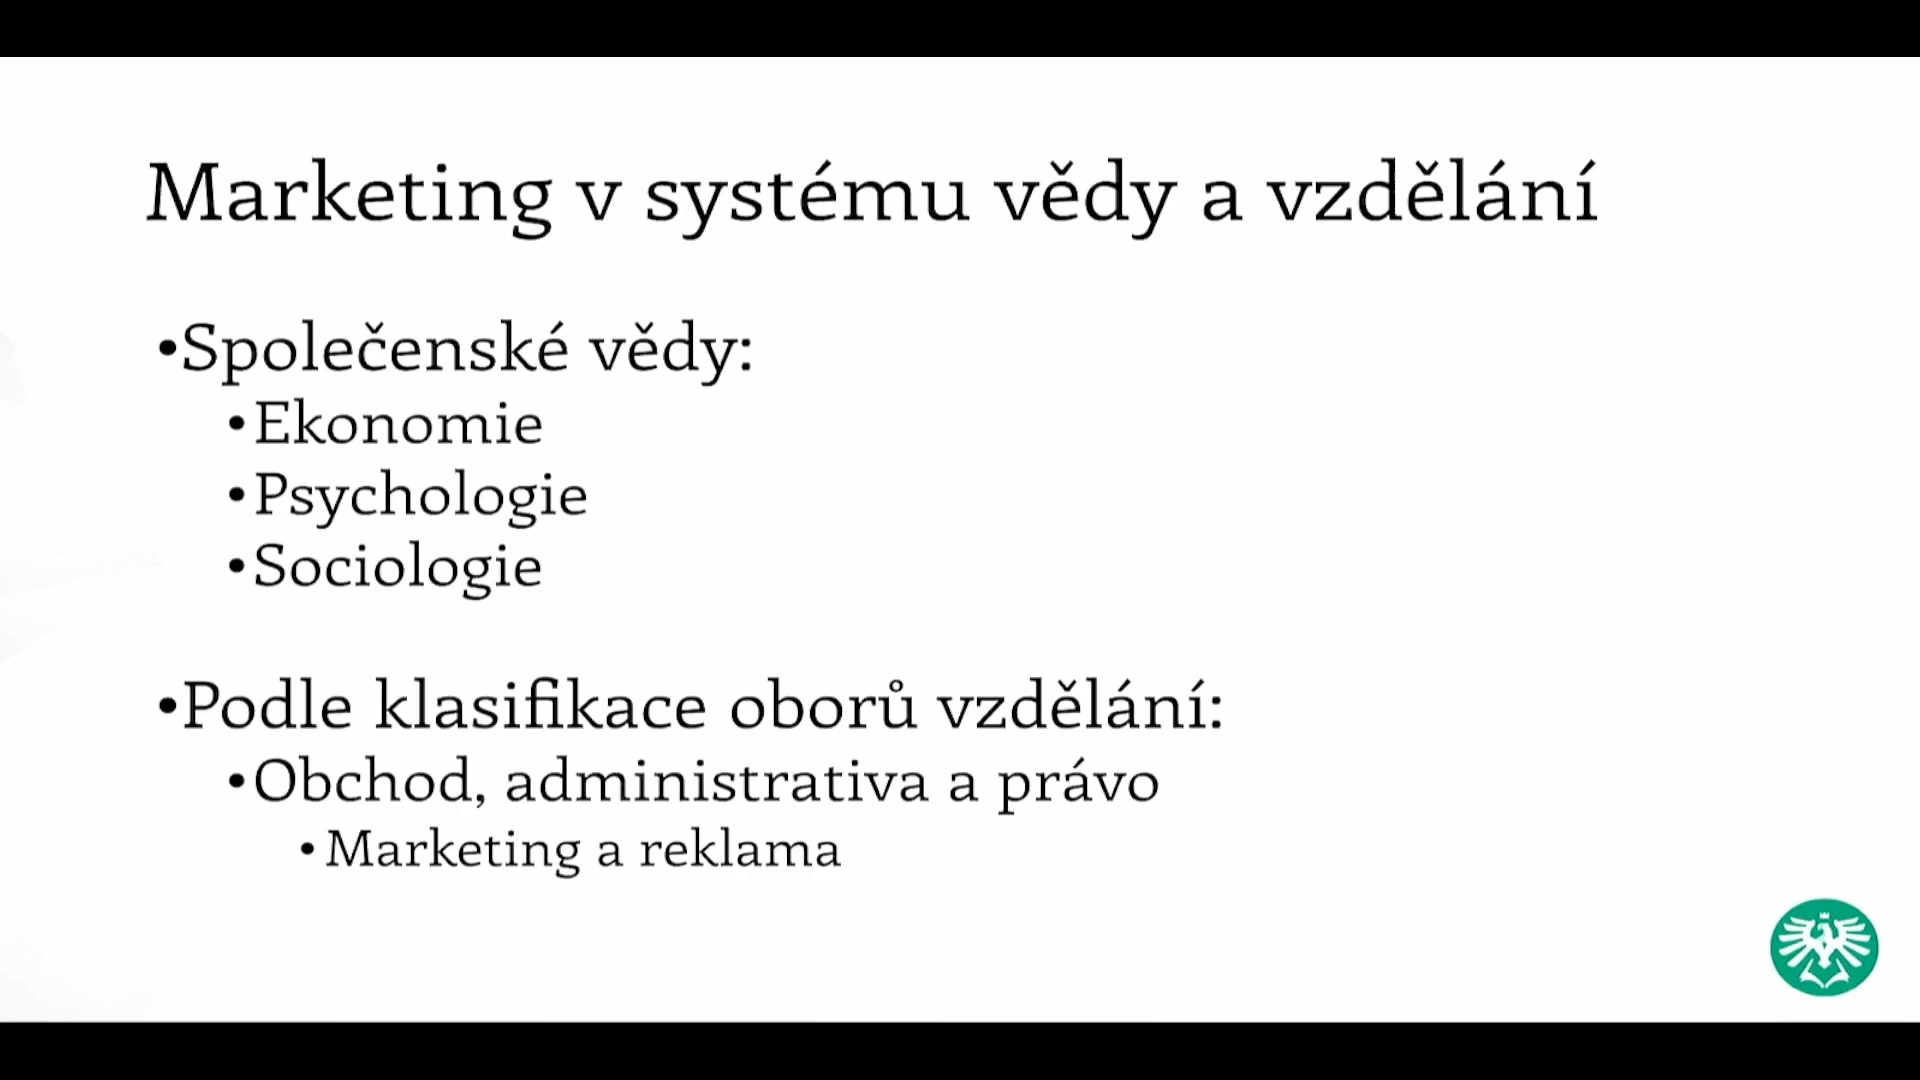 Marketing v systému vědy a vzdělání
•Společenské vědy:
•Ekonomie
•Psychologie
•Sociologie
•Podle klasifikace oborů vzdělání:
•Obchod, administrativa a právo
•Marketing a reklama